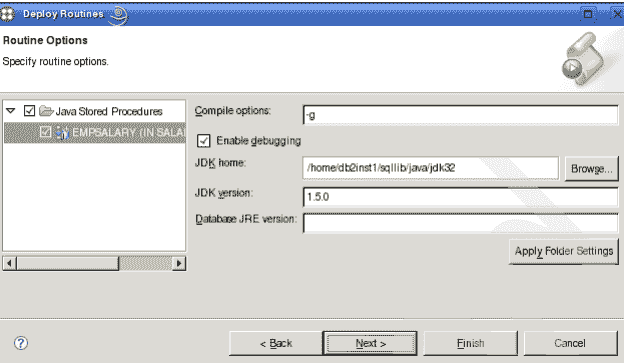 Deploy Routines
Routine Options
Specify routine options.
Java Stored Procedures
EMPSALARY (IN SALA
Compile options:
-g
Enable debugging
JDK home:
/home/db2inst1/sqllib/java/jdk32
Browse...
JDK version:
1.5.0
Database JRE version:
Apply Folder Settings
?
< Back
Next >
Finish
Cancel